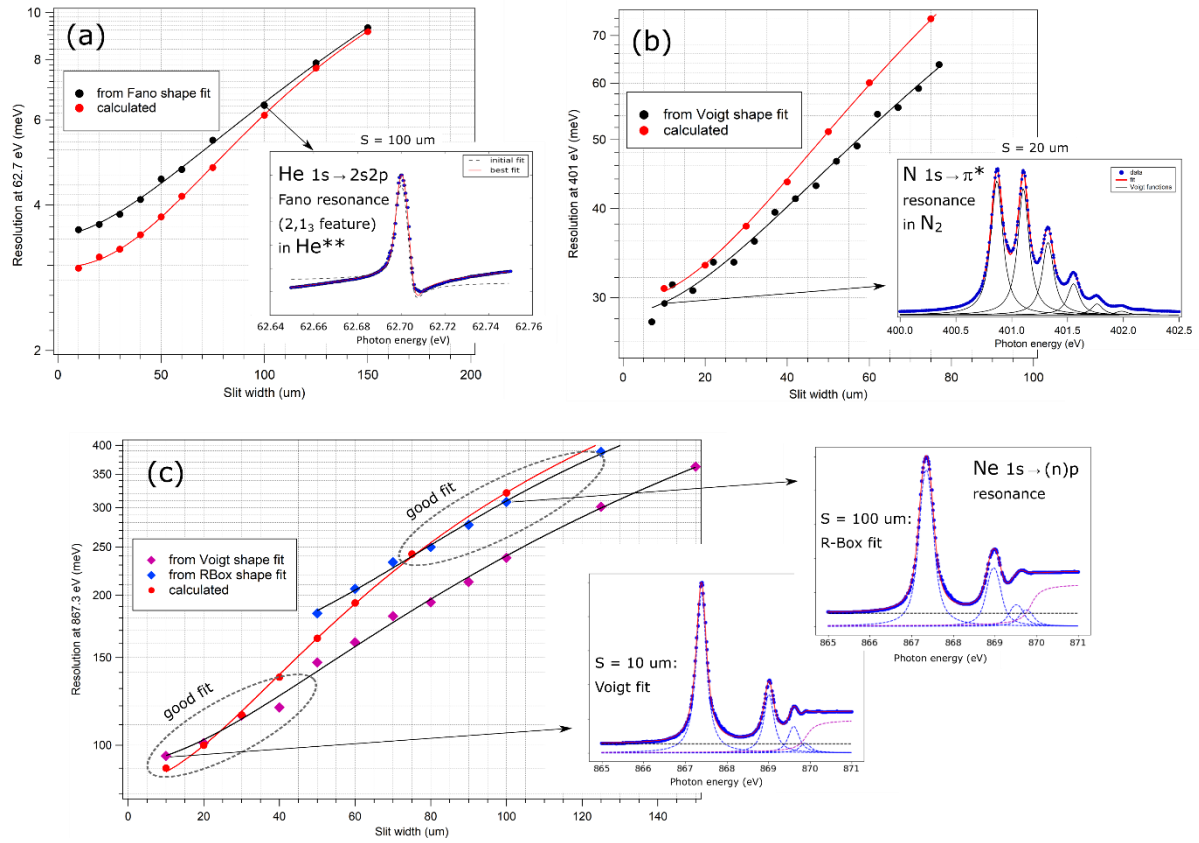 (a)
10
9
8
7
6
5
4
3
2
Resolution at 62.7 eV (meV)
from Fano shape fit
calculated
S = 100 um
He 1s→2s2p
Fano resonance
(2,1₃ feature)
in He**
initial fit
best fit
62.64
62.66
62.68
62.70
62.72
62.74
62.76
Photon energy (eV)
0
50
100
150
200
Slit width (um)
(b)
70
60
50
40
30
Resolution at 401 eV (meV)
from Voigt shape fit
calculated
S = 20 um
N 1s→π*
resonance
in N₂
data
fit
Voigt functions
400.0
400.5
401.0
401.5
402.0
402.5
Photon energy (eV)
0
20
40
60
80
100
Slit width (um)
(c)
400
350
300
250
200
150
100
Resolution at 867.3 eV (meV)
from Voigt shape fit
from RBox shape fit
calculated
good fit
good fit
0
20
40
60
80
100
120
140
Slit width (um)
S = 10 um:
Voigt fit
865
866
867
868
869
870
871
Photon energy (eV)
Ne 1s→(n)p
resonance
S = 100 um:
R-Box fit
865
866
867
868
869
870
871
Photon energy (eV)